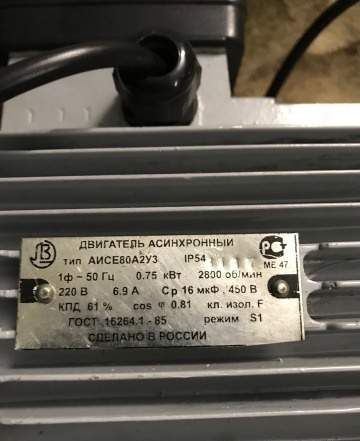 ДВИГАТЕЛЬ АСИНХРОННЫЙ
тип АИСЕ80А2У3 IP54
МЕ 47
1ф ~ 50 Гц 0.75 кВт 2800 об/мин
220 В 6.9 А Ср 16 мкФ, 450 В
КПД 61 % cos φ 0.81 кл. изол. F
ГОСТ 16264.1 - 85 режим S1
СДЕЛАНО В РОССИИ